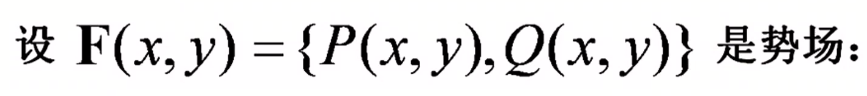 设 F(x, y) = {P(x, y), Q(x, y)} 是势场: